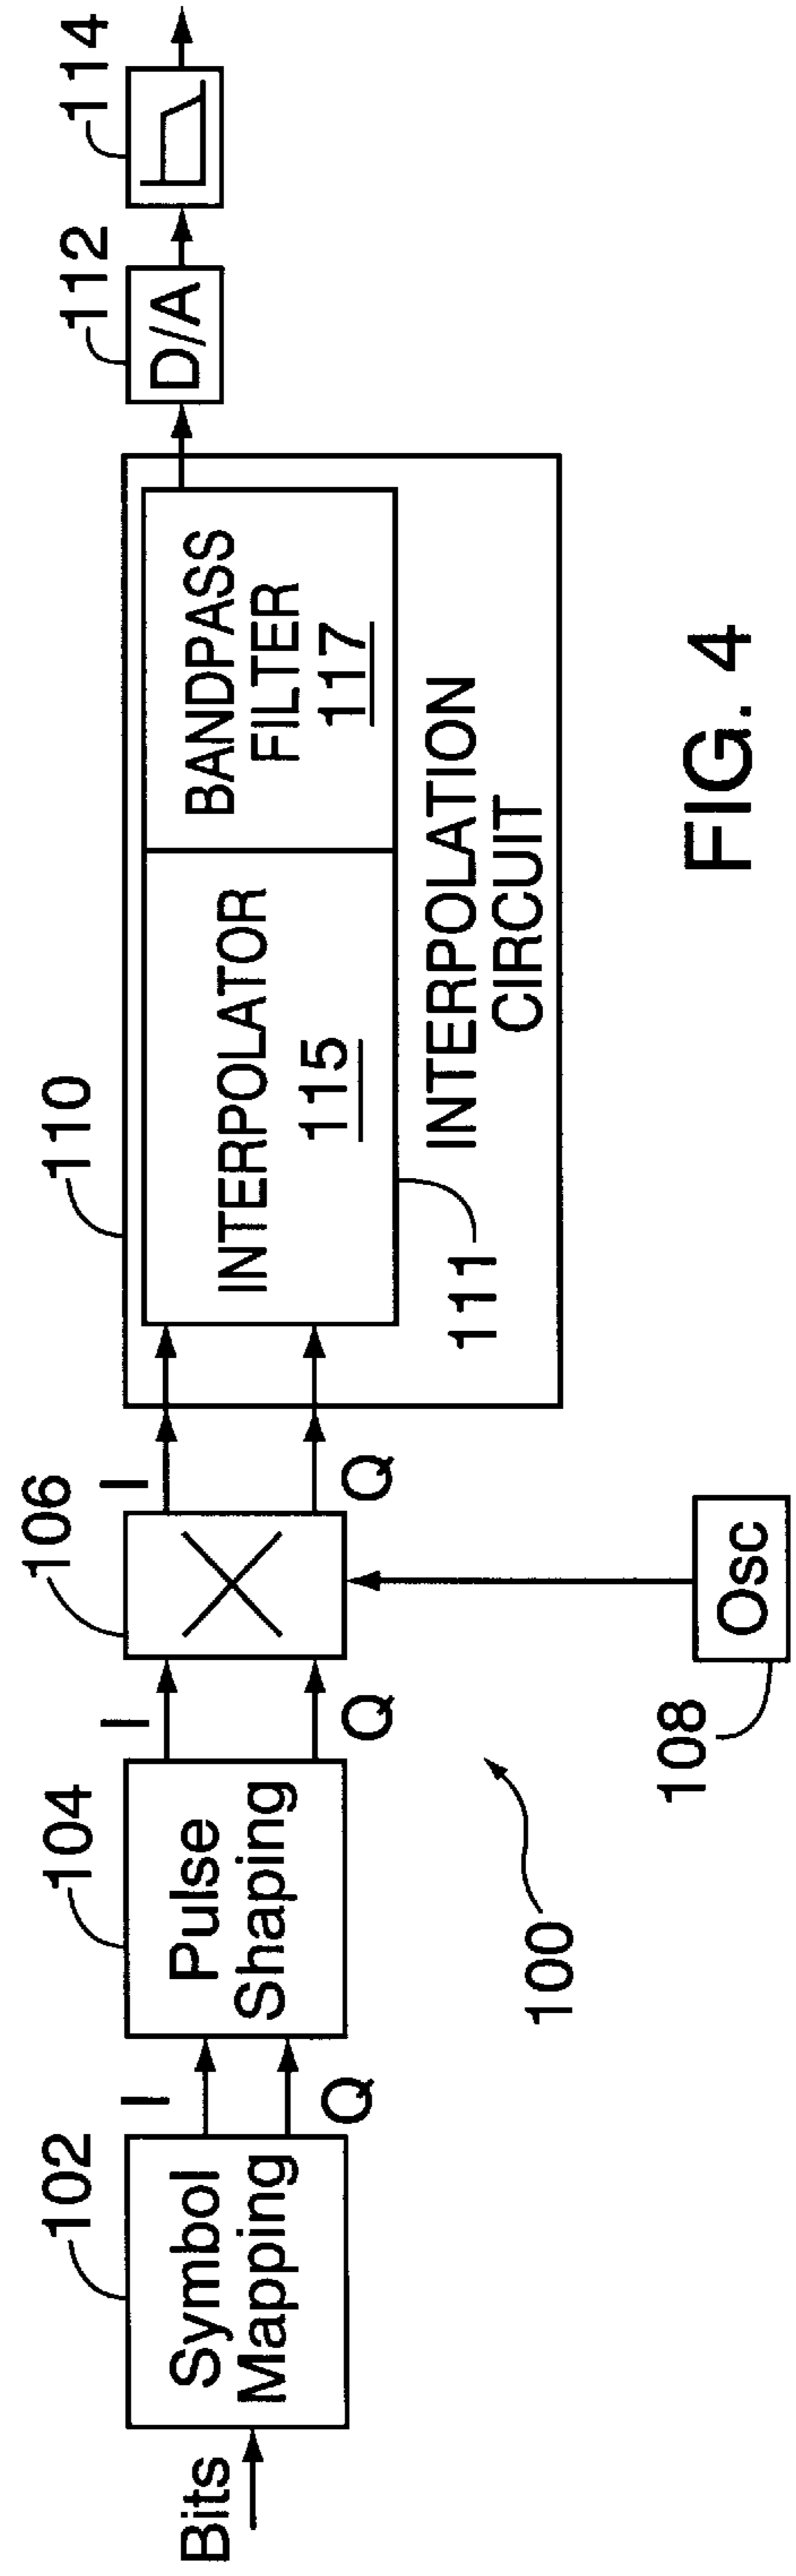 Bits
102
Symbol
Mapping
I
Q
104
Pulse
Shaping
I
Q
106
I
Q
108
Osc
100
110
INTERPOLATOR
115
BANDPASS
FILTER
117
111
INTERPOLATION
CIRCUIT
112
D/A
114
FIG. 4